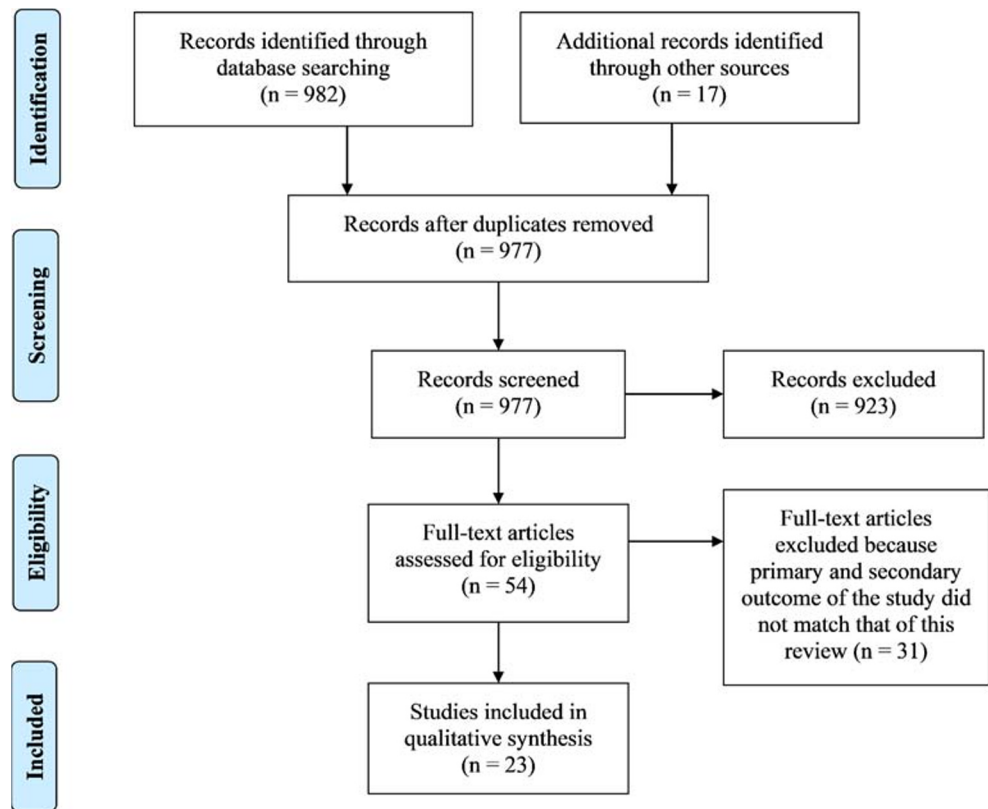 Identification
Records identified through
database searching
(n = 982)
Additional records identified
through other sources
(n = 17)
Records after duplicates removed
(n = 977)
Screening
Records screened
(n = 977)
Records excluded
(n = 923)
Eligibility
Full-text articles
assessed for eligibility
(n = 54)
Full-text articles
excluded because
primary and secondary
outcome of the study did
not match that of this
review (n = 31)
Included
Studies included in
qualitative synthesis
(n = 23)